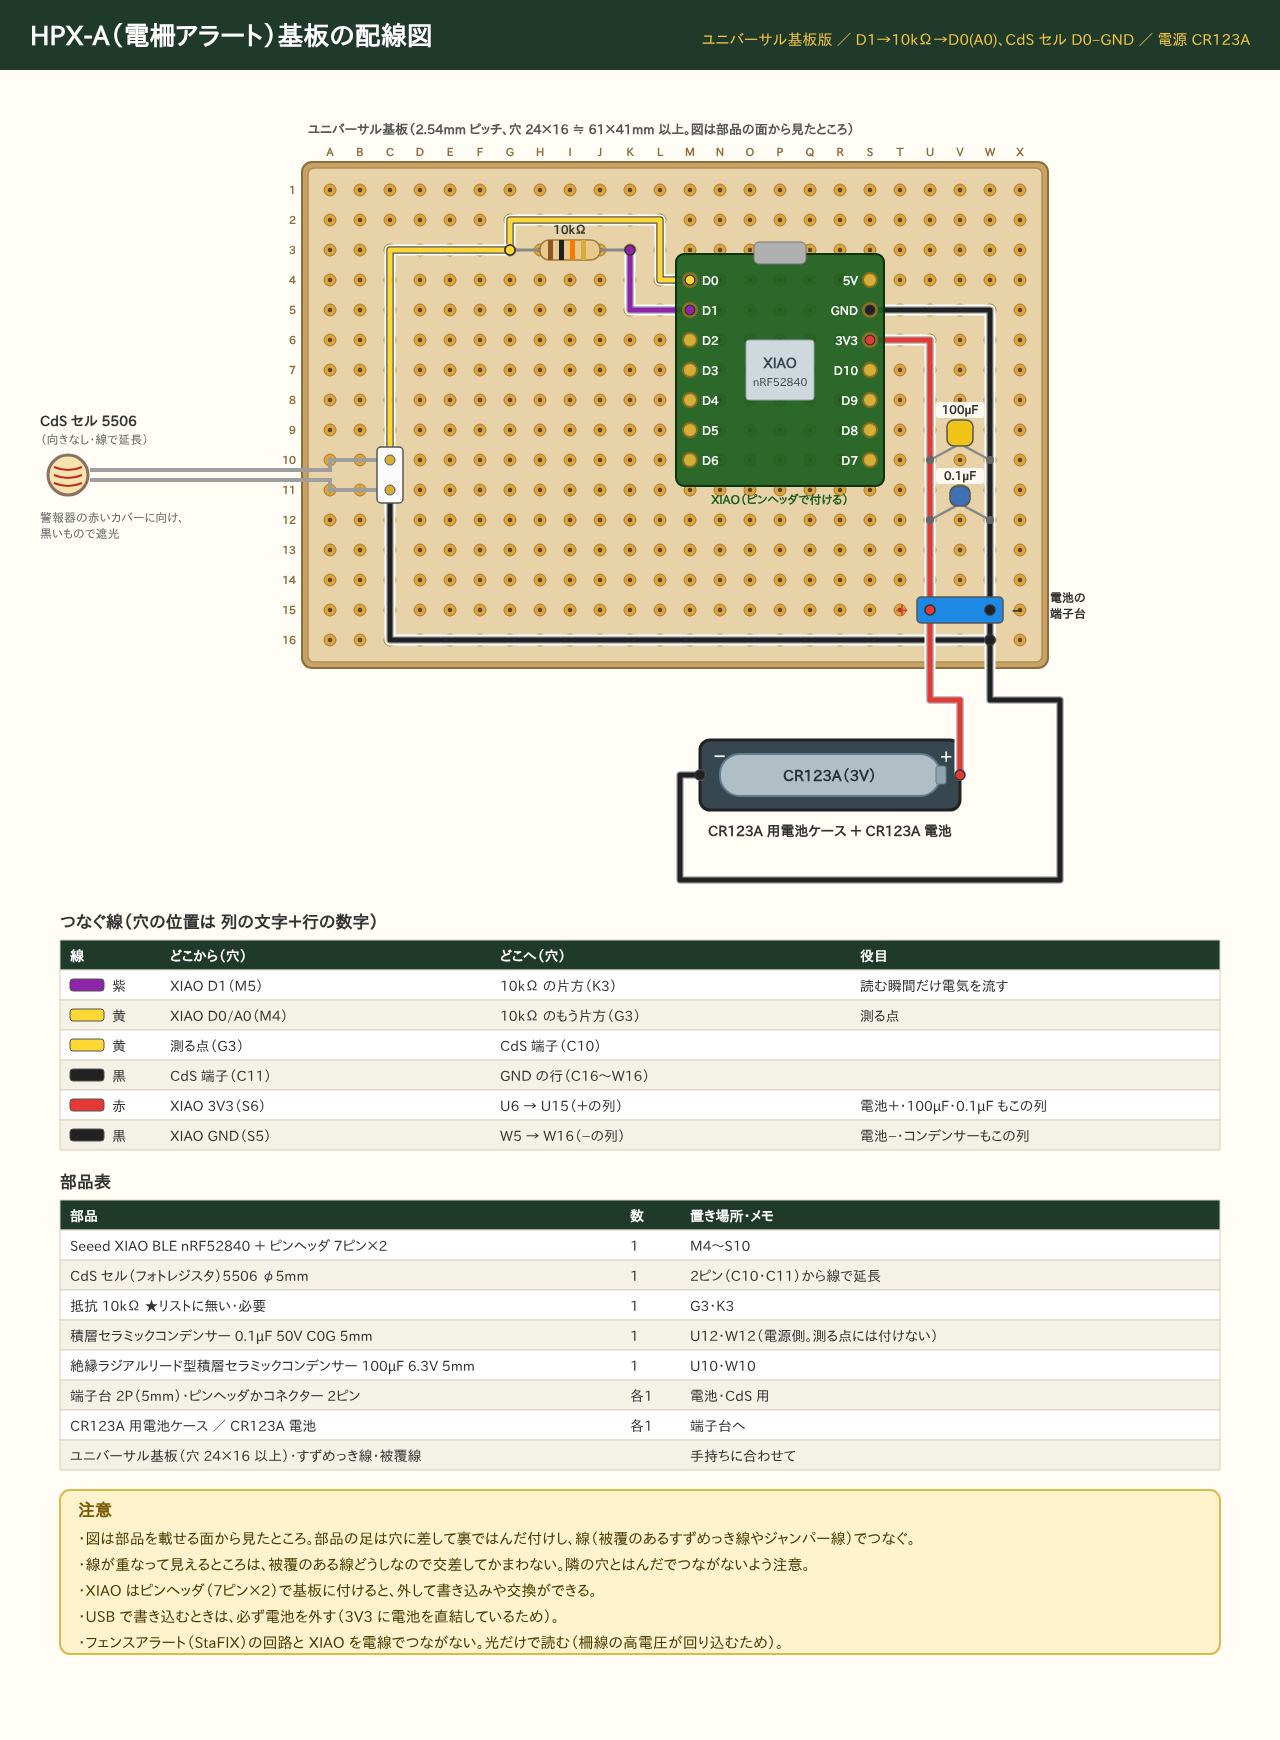 HPX-A（電柵アラート）基板の配線図
ユニバーサル基板版 ／ D1→10kΩ→D0(A0)、CdS セル D0–GND ／ 電源 CR123A
ユニバーサル基板（2.54mm ピッチ、穴 24×16 ≒ 61×41mm 以上。図は部品の面から見たところ）
A B C D E F G H I J K L M N O P Q R S T U V W X
1
2
10kΩ
3
4 D0 5V
5 D1 GND
6 D2 3V3
XIAO
7 D3 D10
nRF52840
8 D4 D9
100µF
CdS セル 5506
9 D5 D8
（向きなし・線で延長）
10 D6 D7
0.1µF
11
XIAO（ピンヘッダで付ける）
警報器の赤いカバーに向け、
12
黒いもので遮光
13
14
電池の
15 + −
端子台
16
− +
CR123A（3V）
CR123A 用電池ケース ＋ CR123A 電池
つなぐ線（穴の位置は 列の文字＋行の数字）
線 どこから（穴） どこへ（穴） 役目
紫 XIAO D1（M5） 10kΩ の片方（K3） 読む瞬間だけ電気を流す
黄 XIAO D0/A0（M4） 10kΩ のもう片方（G3） 測る点
黄 測る点（G3） CdS 端子（C10）
黒 CdS 端子（C11） GND の行（C16〜W16）
赤 XIAO 3V3（S6） U6 → U15（＋の列） 電池＋・100µF・0.1µF もこの列
黒 XIAO GND（S5） W5 → W16（−の列） 電池−・コンデンサーもこの列
部品表
部品 数 置き場所・メモ
Seeed XIAO BLE nRF52840 ＋ ピンヘッダ 7ピン×2 1 M4〜S10
CdS セル（フォトレジスタ）5506 φ5mm 1 2ピン（C10・C11）から線で延長
抵抗 10kΩ ★リストに無い・必要 1 G3・K3
積層セラミックコンデンサー 0.1µF 50V C0G 5mm 1 U12・W12（電源側。測る点には付けない）
絶縁ラジアルリード型積層セラミックコンデンサー 100µF 6.3V 5mm 1 U10・W10
端子台 2P（5mm）・ピンヘッダかコネクター 2ピン 各1 電池・CdS 用
CR123A 用電池ケース ／ CR123A 電池 各1 端子台へ
ユニバーサル基板（穴 24×16 以上）・すずめっき線・被覆線 手持ちに合わせて
注意
・図は部品を載せる面から見たところ。部品の足は穴に差して裏ではんだ付けし、線（被覆のあるすずめっき線やジャンパー線）でつなぐ。
・線が重なって見えるところは、被覆のある線どうしなので交差してかまわない。隣の穴とはんだでつながないよう注意。
・XIAO はピンヘッダ（7ピン×2）で基板に付けると、外して書き込みや交換ができる。
・USB で書き込むときは、必ず電池を外す（3V3 に電池を直結しているため）。
・フェンスアラート（StaFIX）の回路と XIAO を電線でつながない。光だけで読む（柵線の高電圧が回り込むため）。